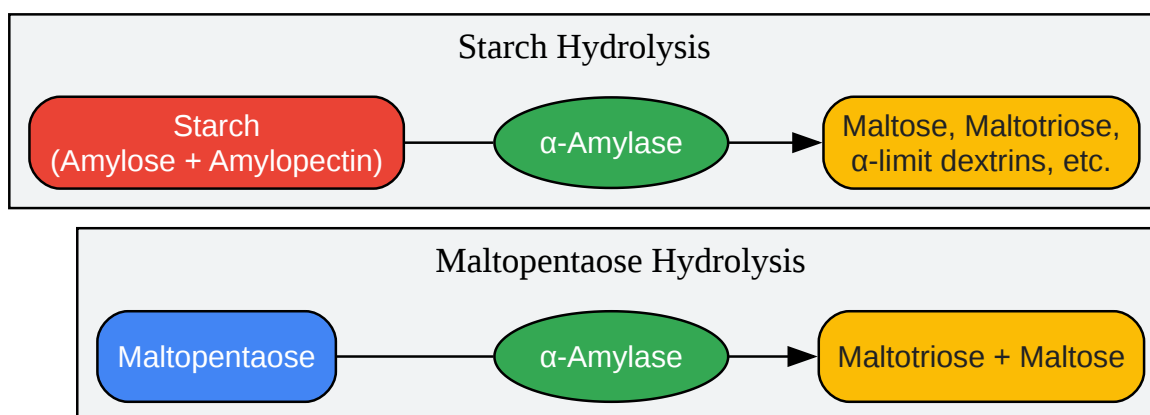 Starch Hydrolysis
Starch
(Amylose + Amylopectin)
α-Amylase
Maltose, Maltotriose,
α-limit dextrins, etc.
Maltopentaose Hydrolysis
Maltopentaose
α-Amylase
Maltotriose + Maltose